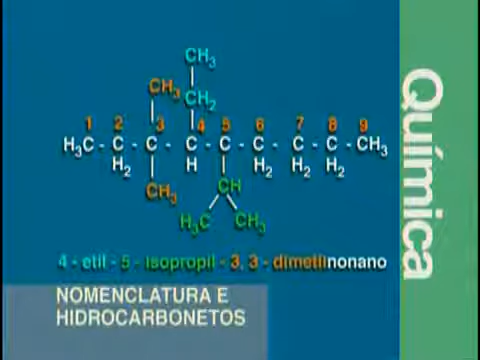 CH3
CH3 CH2
1 2 3 4 5 6 7 8 9
H3C - C - C - C - C - C - C - C - CH3
H2 H H2 H2 H2
CH3 CH
H3C CH3
4 - etil - 5 - isopropil - 3, 3 - dimetilnonano
NOMENCLATURA E
HIDROCARBONETOS
Química